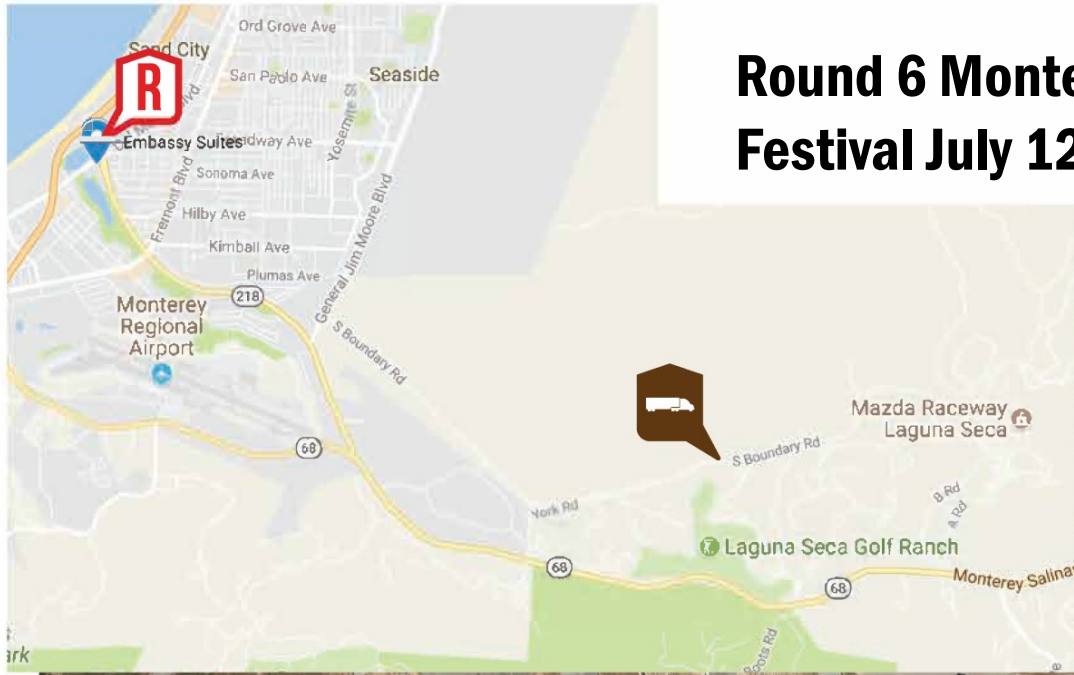 Round 6 Monte
Festival July 12
Ord Grove Ave
Sand City
San Pablo Ave
Seaside
R
Embassy Suites
Broadway Ave
Yosemite St
Sonoma Ave
Fremont Blvd
Hilby Ave
Kimball Ave
Plumas Ave
General Jim Moore Blvd
218
Monterey
Regional
Airport
S Boundary Rd
68
Mazda Raceway
Laguna Seca
S Boundary Rd
York Rd
B Rd
A Rd
Laguna Seca Golf Ranch
68
68
Monterey Salinas
Boots Rd
ark